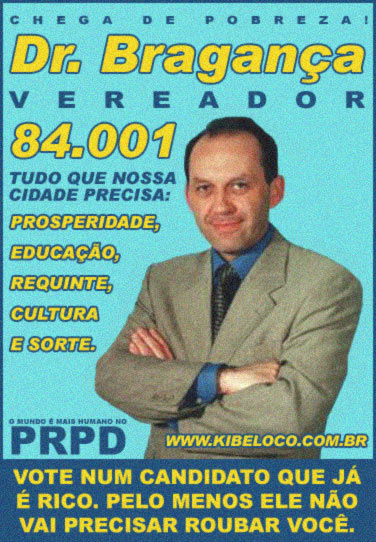 CHEGA DE POBREZA!
Dr. Bragança
VEREADOR
84.001
TUDO QUE NOSSA
CIDADE PRECISA:
PROSPERIDADE,
EDUCAÇÃO,
REQUINTE,
CULTURA
E SORTE.
O MUNDO É MAIS HUMANO NO
PRPD
WWW.KIBELOCO.COM.BR
VOTE NUM CANDIDATO QUE JÁ
É RICO. PELO MENOS ELE NÃO
VAI PRECISAR ROUBAR VOCÊ.